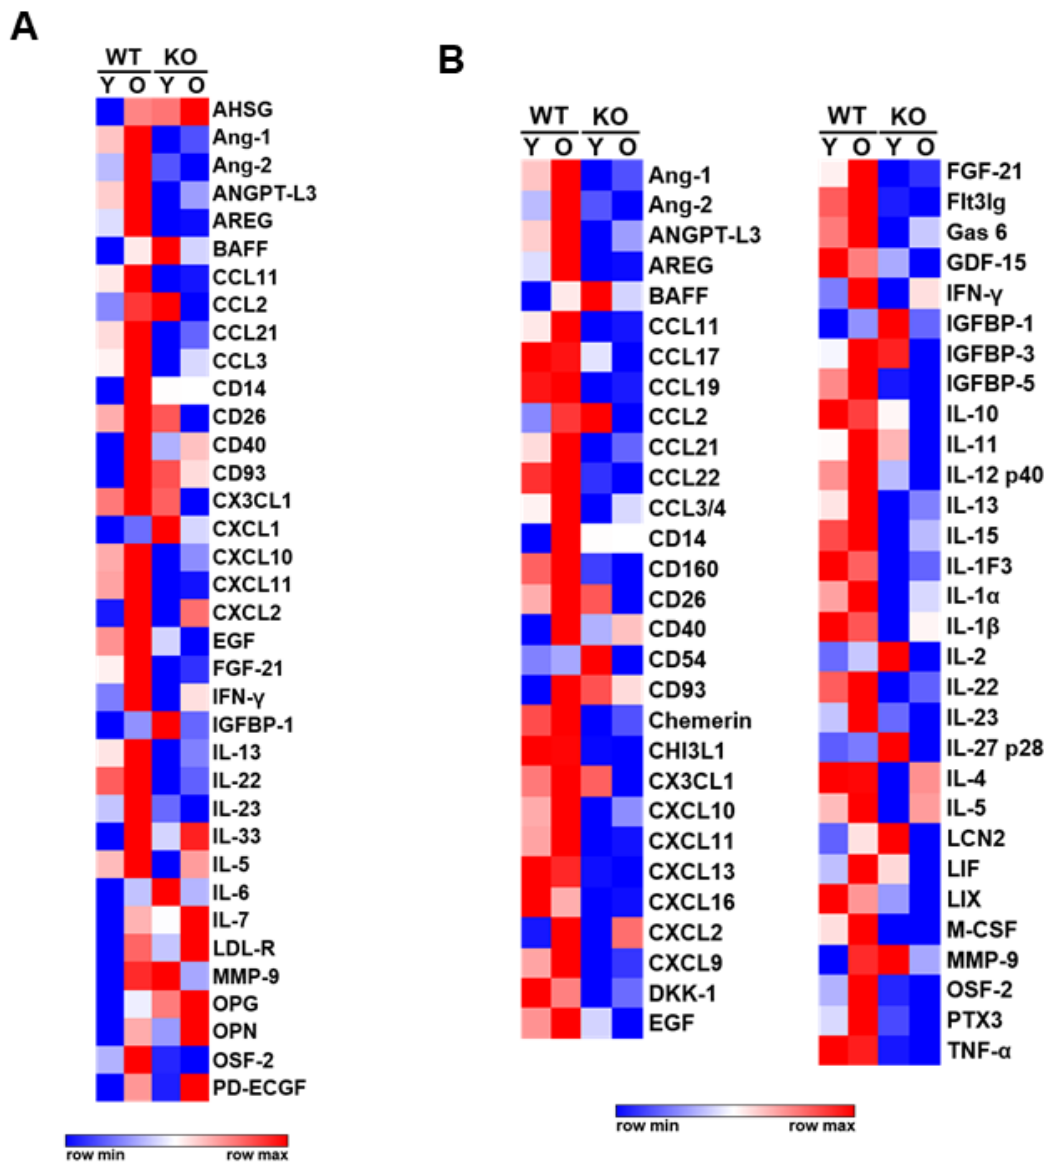 A
WT KO
Y O Y O
AHSG
Ang-1
Ang-2
ANGPT-L3
AREG
BAFF
CCL11
CCL2
CCL21
CCL3
CD14
CD26
CD40
CD93
CX3CL1
CXCL1
CXCL10
CXCL11
CXCL2
EGF
FGF-21
IFN-γ
IGFBP-1
IL-13
IL-22
IL-23
IL-33
IL-5
IL-6
IL-7
LDL-R
MMP-9
OPG
OPN
OSF-2
PD-ECGF
row min row max
B
WT KO
Y O Y O
Ang-1
Ang-2
ANGPT-L3
AREG
BAFF
CCL11
CCL17
CCL19
CCL2
CCL21
CCL22
CCL3/4
CD14
CD160
CD26
CD40
CD54
CD93
Chemerin
CHI3L1
CX3CL1
CXCL10
CXCL11
CXCL13
CXCL16
CXCL2
CXCL9
DKK-1
EGF
WT KO
Y O Y O
FGF-21
Flt3lg
Gas 6
GDF-15
IFN-γ
IGFBP-1
IGFBP-3
IGFBP-5
IL-10
IL-11
IL-12 p40
IL-13
IL-15
IL-1F3
IL-1α
IL-1β
IL-2
IL-22
IL-23
IL-27 p28
IL-4
IL-5
LCN2
LIF
LIX
M-CSF
MMP-9
OSF-2
PTX3
TNF-α
row min row max